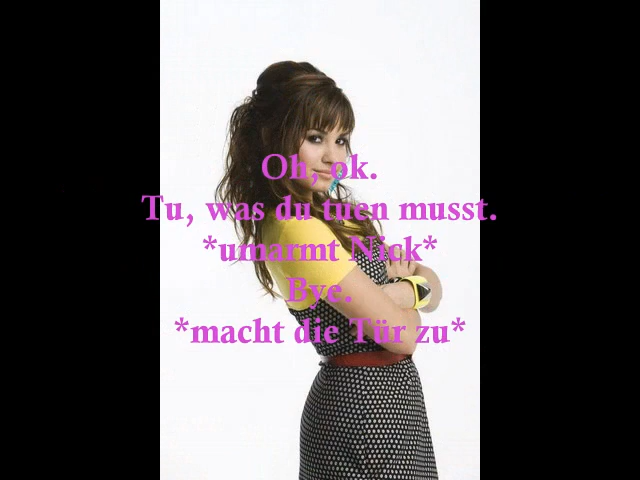 Oh, ok.
Tu, was du tuen musst.
*umarmt Nick*
Bye.
*macht die Tür zu*